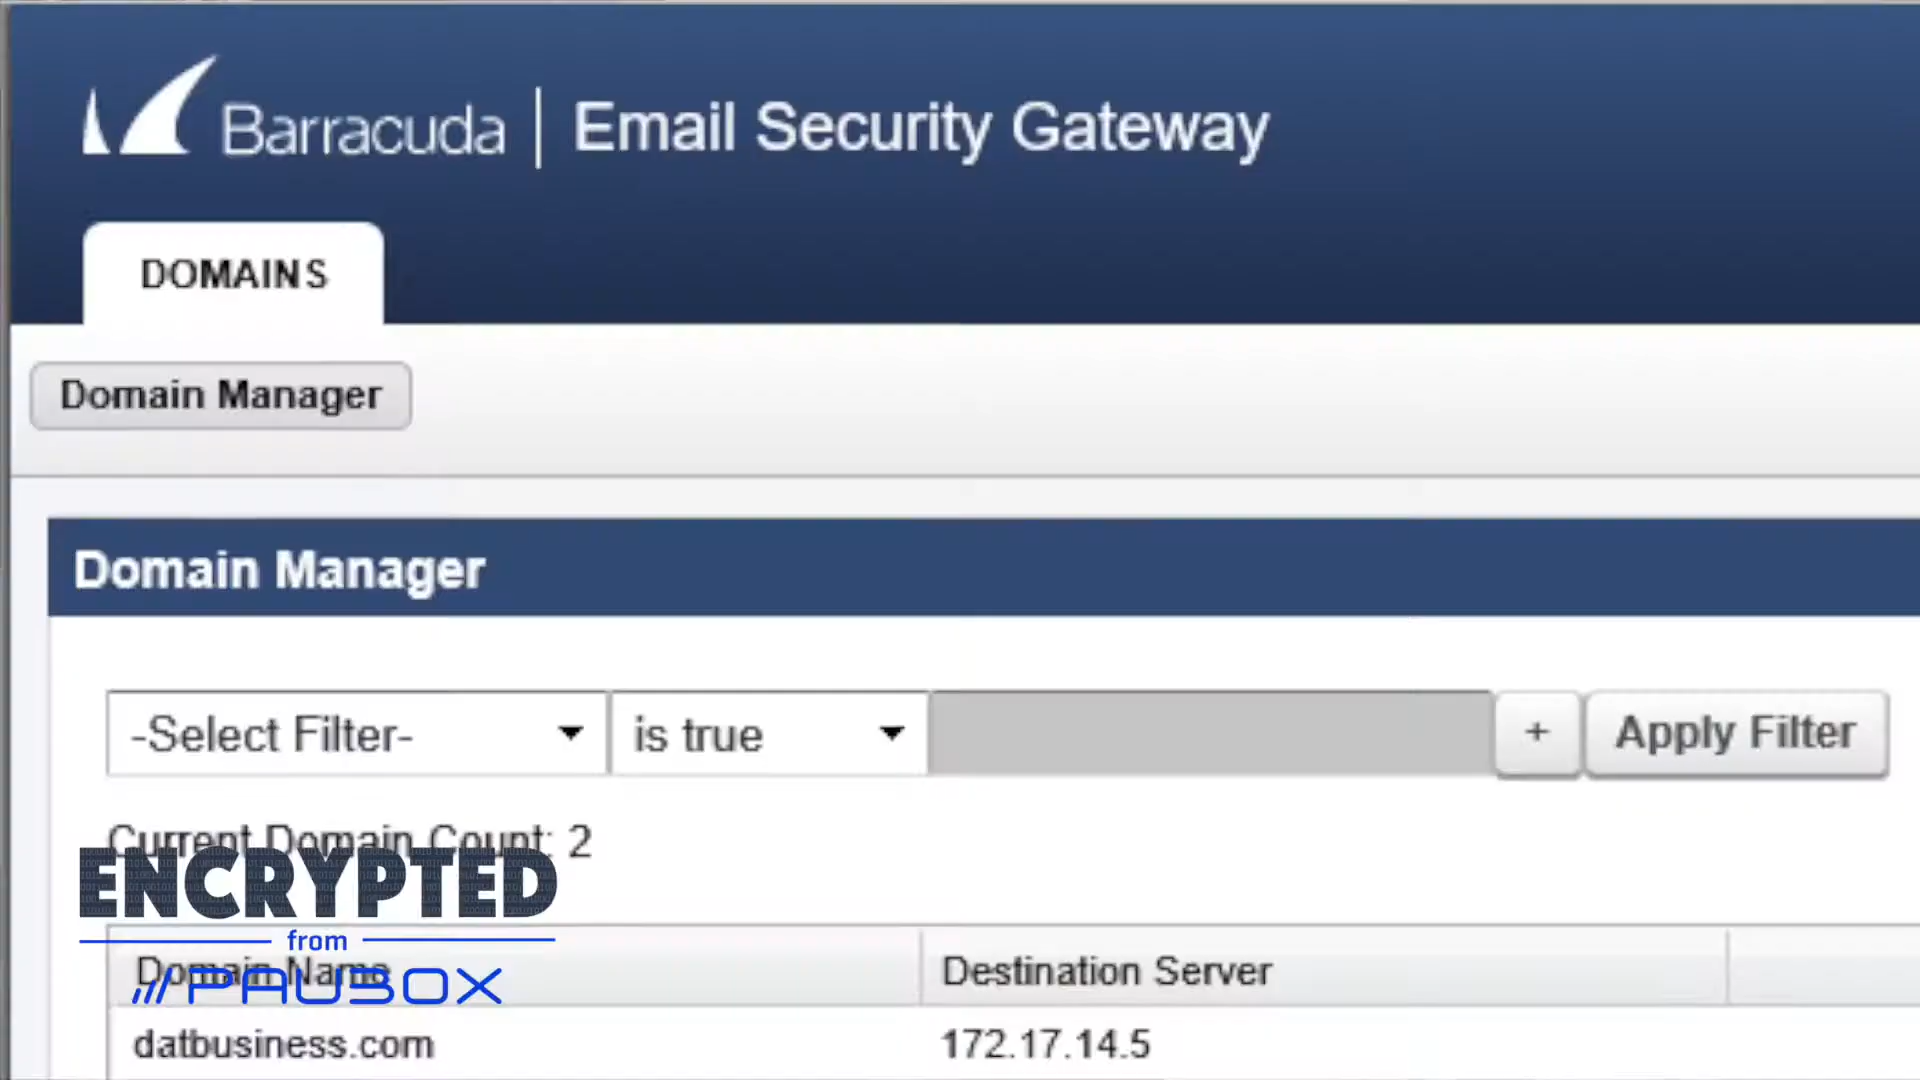 Barracuda | Email Security Gateway
DOMAINS
Domain Manager
Domain Manager
-Select Filter-
is true
+
Apply Filter
Current Domain Count: 2
ENCRYPTED
from
PAUBOX
Domain Name
Destination Server
datbusiness.com
172.17.14.5